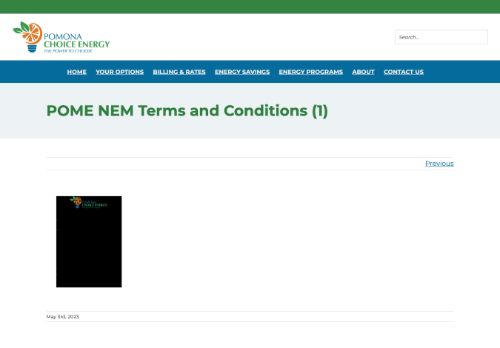 POMONA
CHOICE ENERGY
THE POWER TO CHOOSE
Search...
HOME YOUR OPTIONS BILLING & RATES ENERGY SAVINGS ENERGY PROGRAMS ABOUT CONTACT US
POME NEM Terms and Conditions (1)
Previous
POMONA
CHOICE ENERGY
May 3rd, 2023